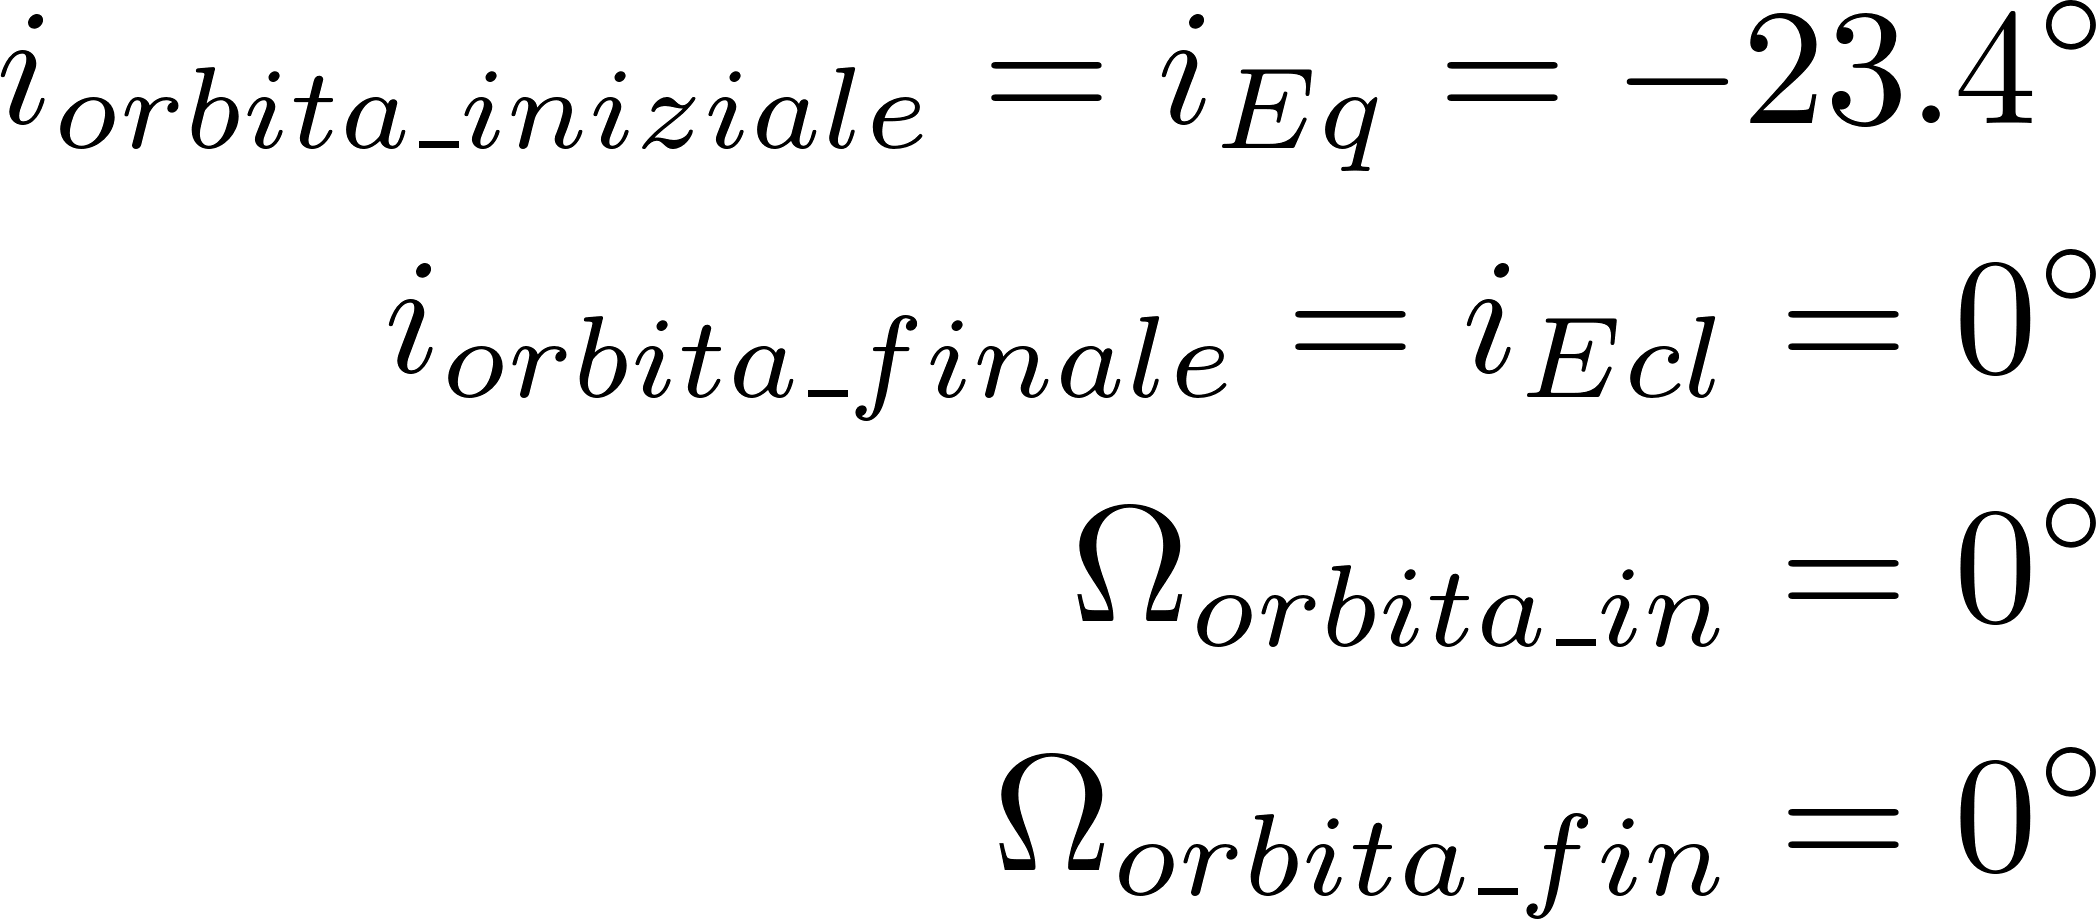 i_{orbita\_iniziale} = i_{Eq} = −23.4°
i_{orbita\_finale} = i_{Ecl} = 0°
Ω_{orbita\_in} = 0°
Ω_{orbita\_fin} = 0°